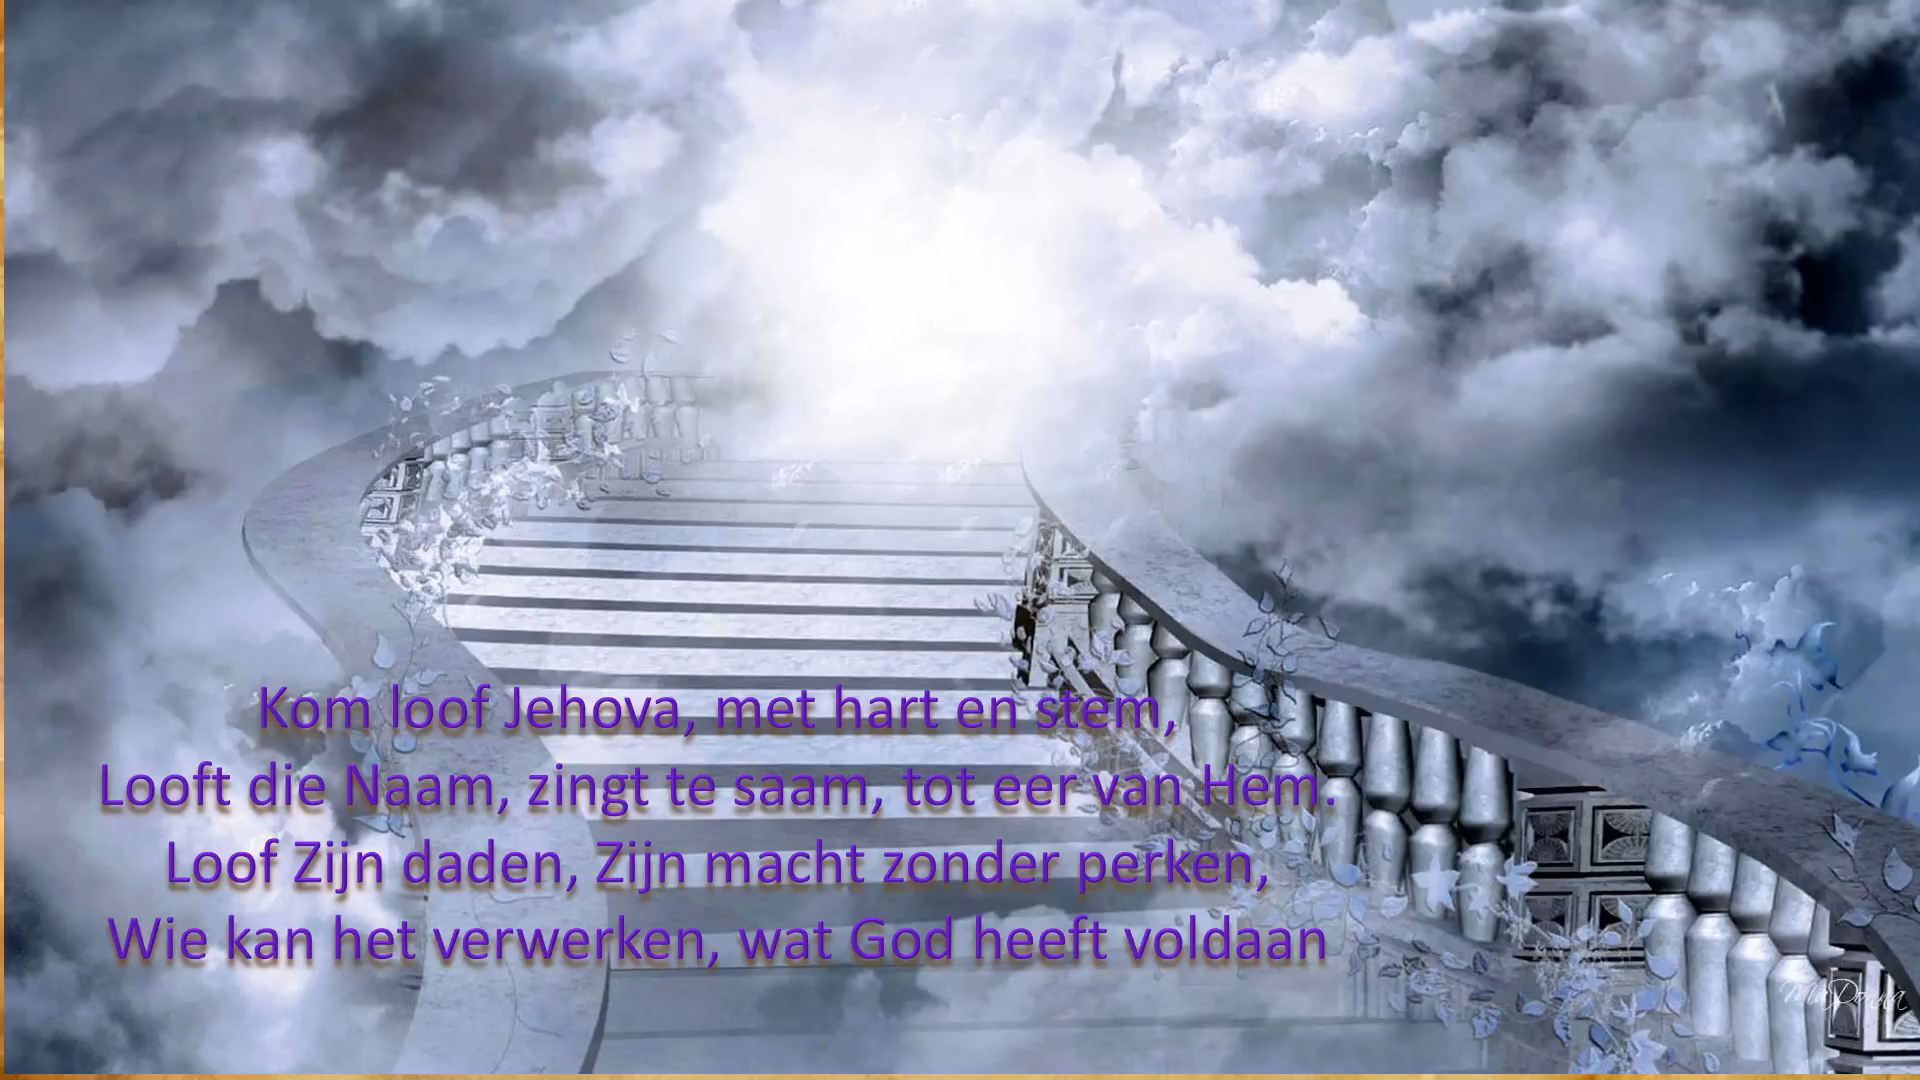 Kom loof Jehova, met hart en stem,
Looft die Naam, zingt te saam, tot eer van Hem.
Loof Zijn daden, Zijn macht zonder perken,
Wie kan het verwerken, wat God heeft voldaan
MaDonna